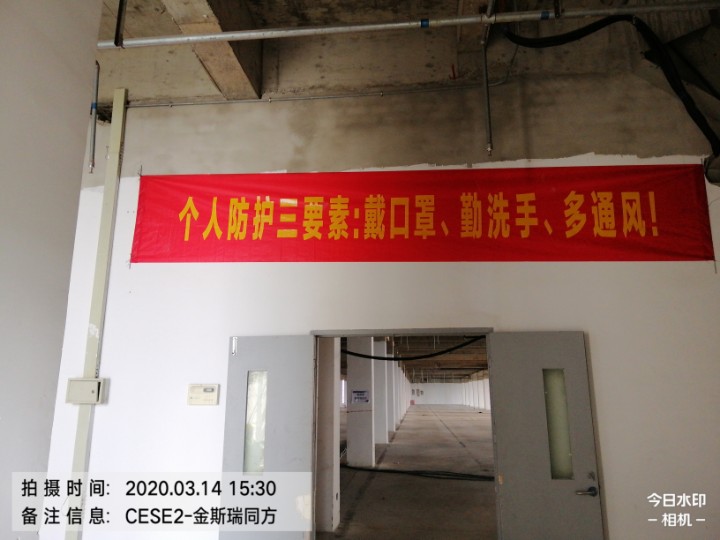 个人防护三要素:戴口罩、勤洗手、多通风!
拍摄时间: 2020.03.14 15:30
备注信息: CESE2-金斯瑞同方
今日水印
-相机-